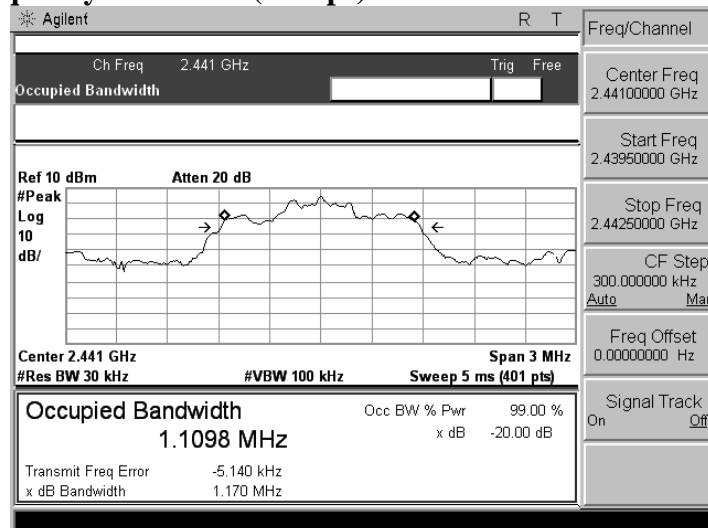 Agilent R T
Ch Freq 2.441 GHz Trig Free
Occupied Bandwidth
Ref 10 dBm Atten 20 dB
#Peak
Log
10
dB/
Center 2.441 GHz Span 3 MHz
#Res BW 30 kHz #VBW 100 kHz Sweep 5 ms (401 pts)
Occupied Bandwidth Occ BW % Pwr 99.00 %
1.1098 MHz x dB -20.00 dB
Transmit Freq Error -5.140 kHz
x dB Bandwidth 1.170 MHz
Freq/Channel
Center Freq
2.44100000 GHz
Start Freq
2.43950000 GHz
Stop Freq
2.44250000 GHz
CF Step
300.000000 kHz
Auto
Freq Offset
0.00000000 Hz
Signal Track
On Off